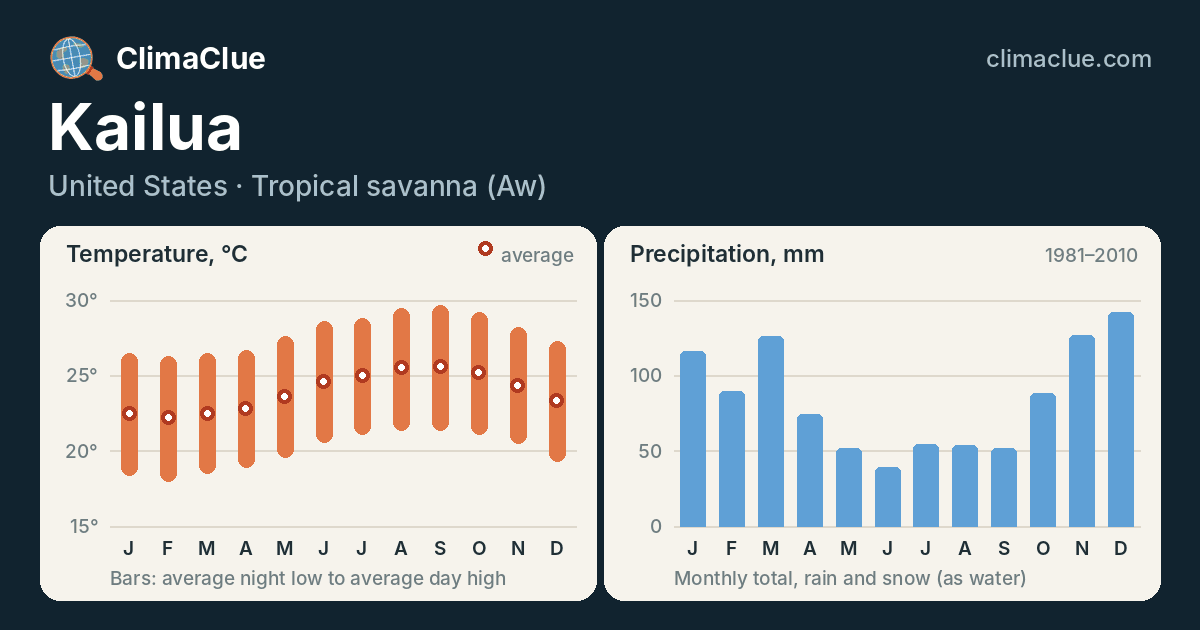 ClimaClue
climaclue.com
Kailua
United States · Tropical savanna (Aw)
Temperature, °C
average
30°
25°
20°
15°
J F M A M J J A S O N D
Bars: average night low to average day high
Precipitation, mm
1981–2010
150
100
50
0
J F M A M J J A S O N D
Monthly total, rain and snow (as water)